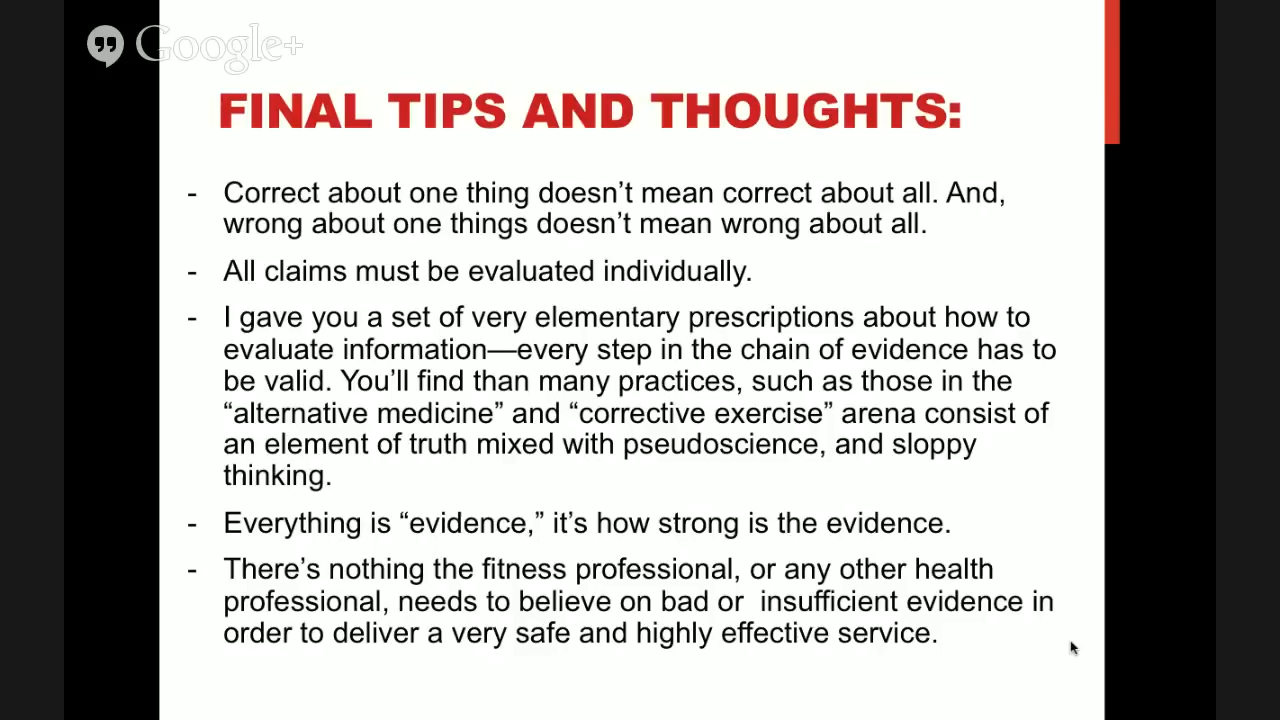 Google+
FINAL TIPS AND THOUGHTS:
- Correct about one thing doesn’t mean correct about all. And,
wrong about one things doesn’t mean wrong about all.
- All claims must be evaluated individually.
- I gave you a set of very elementary prescriptions about how to
evaluate information—every step in the chain of evidence has to
be valid. You’ll find than many practices, such as those in the
“alternative medicine” and “corrective exercise” arena consist of
an element of truth mixed with pseudoscience, and sloppy
thinking.
- Everything is “evidence,” it’s how strong is the evidence.
- There’s nothing the fitness professional, or any other health
professional, needs to believe on bad or  insufficient evidence in
order to deliver a very safe and highly effective service.